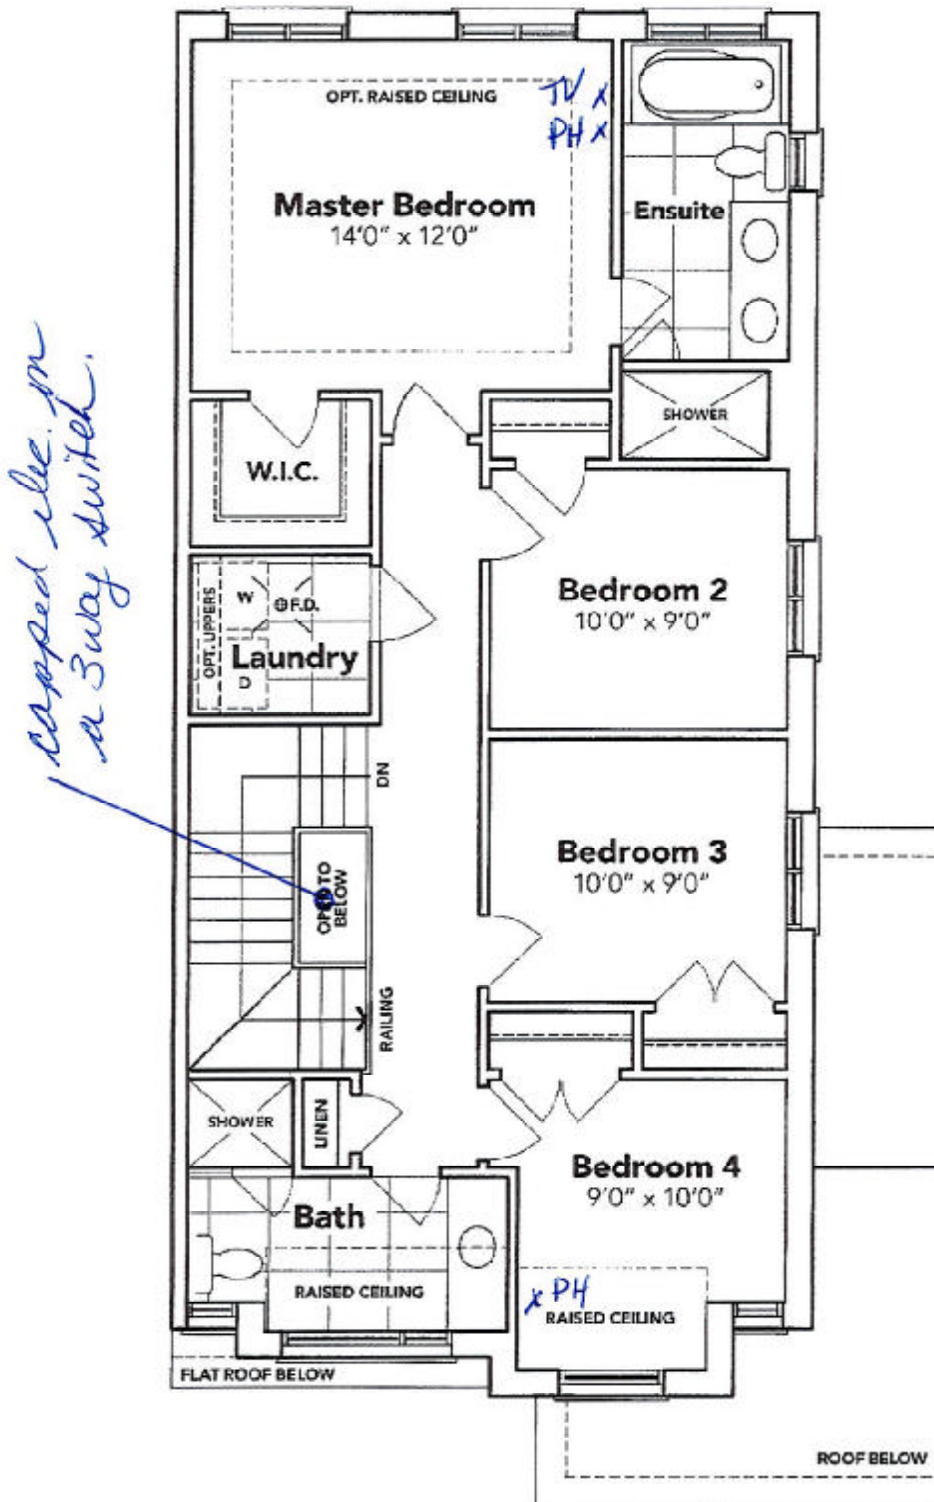 OPT. RAISED CEILING
TV x
PH x
Master Bedroom
14'0" x 12'0"
Ensuite
SHOWER
W.I.C.
capped elec. on
a 3way switch.
Bedroom 2
10'0" x 9'0"
OPT. UPPERS
W
F.D.
Laundry
D
DN
Bedroom 3
10'0" x 9'0"
OPEN TO
BELOW
RAILING
SHOWER
LINEN
Bedroom 4
9'0" x 10'0"
Bath
RAISED CEILING
x PH
RAISED CEILING
FLAT ROOF BELOW
ROOF BELOW